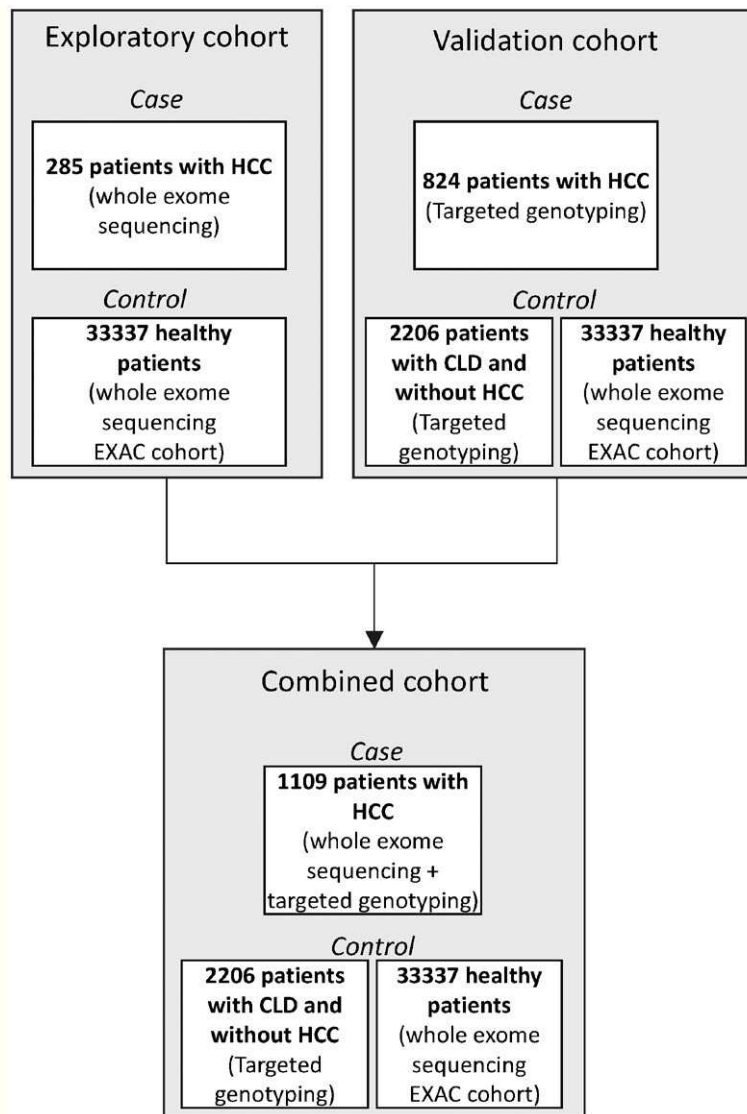 Exploratory cohort
Case
285 patients with HCC
(whole exome
sequencing)
Control
33337 healthy
patients
(whole exome
sequencing
EXAC cohort)
Validation cohort
Case
824 patients with HCC
(Targeted genotyping)
Control
2206 patients
with CLD and
without HCC
(Targeted
genotyping)
33337 healthy
patients
(whole exome
sequencing
EXAC cohort)
Combined cohort
Case
1109 patients with
HCC
(whole exome
sequencing +
targeted genotyping)
Control
2206 patients
with CLD and
without HCC
(Targeted
genotyping)
33337 healthy
patients
(whole exome
sequencing
EXAC cohort)